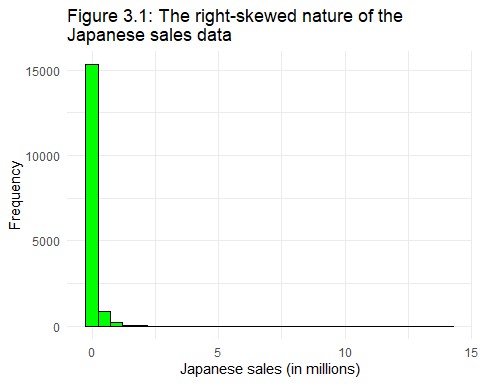 Figure 3.1: The right-skewed nature of the
Japanese sales data
15000
10000
5000
0
Frequency
0 5 10 15
Japanese sales (in millions)